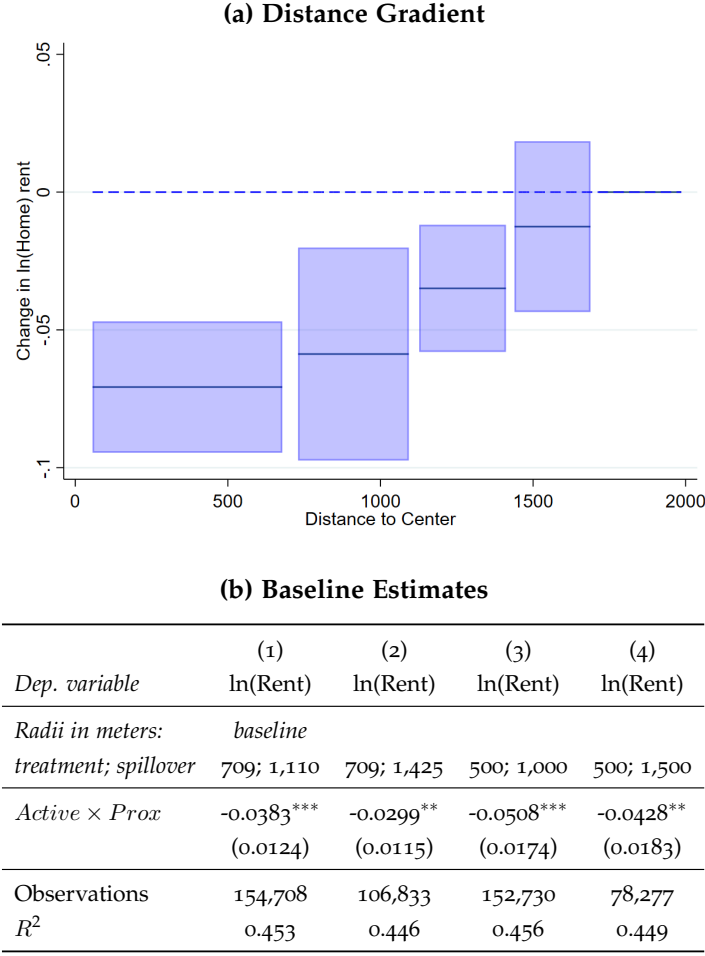 (a) Distance Gradient
Change in ln(Home) rent
.05
0
-.05
-.1
0 500 1000 1500 2000
Distance to Center
(b) Baseline Estimates
(1) (2) (3) (4)
Dep. variable ln(Rent) ln(Rent) ln(Rent) ln(Rent)
Radii in meters: baseline
treatment; spillover 709; 1,110 709; 1,425 500; 1,000 500; 1,500
Active × Prox -0.0383*** -0.0299** -0.0508*** -0.0428**
(0.0124) (0.0115) (0.0174) (0.0183)
Observations 154,708 106,833 152,730 78,277
R² 0.453 0.446 0.456 0.449